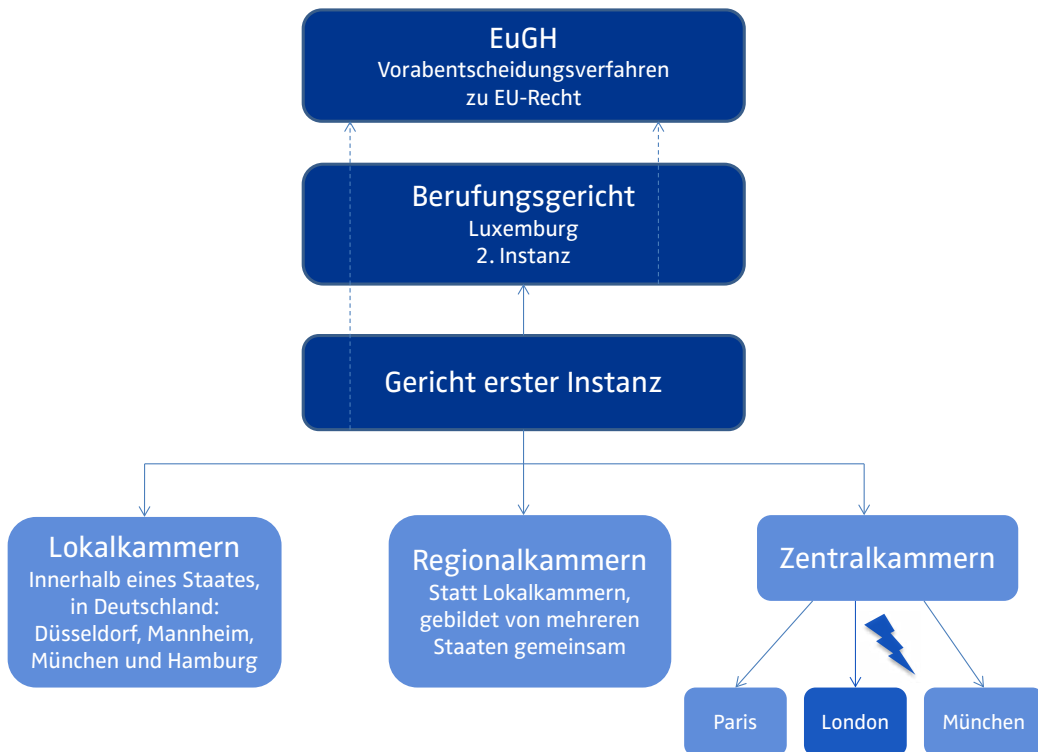 EuGH
Vorabentscheidungsverfahren
zu EU-Recht
Berufungsgericht
Luxemburg
2. Instanz
Gericht erster Instanz
Lokalkammern
Innerhalb eines Staates,
in Deutschland:
Düsseldorf, Mannheim,
München und Hamburg
Regionalkammern
Statt Lokalkammern,
gebildet von mehreren
Staaten gemeinsam
Zentralkammern
Paris
London
München